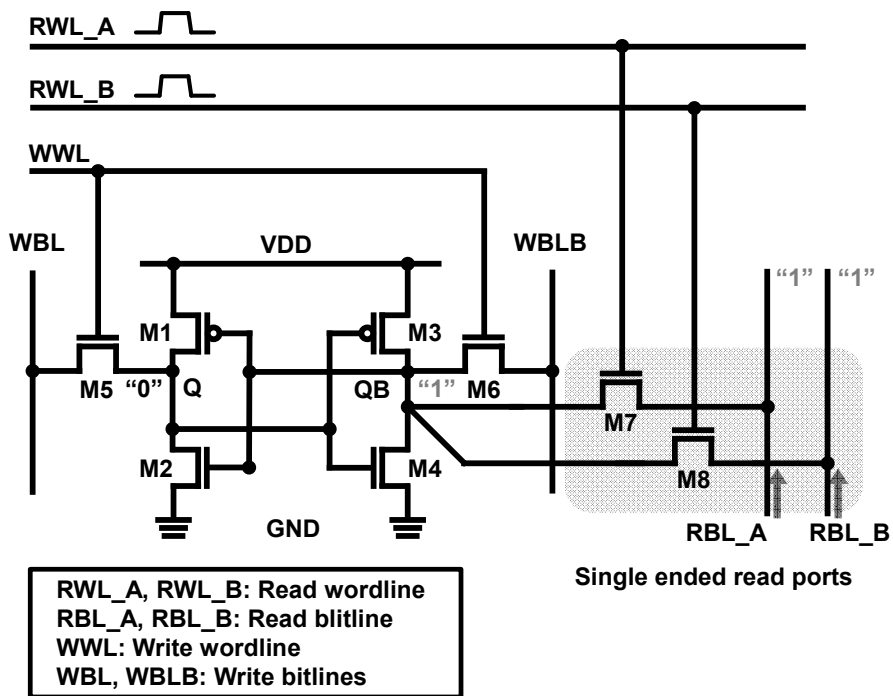 RWL_A
RWL_B
WWL
WBL
VDD
WBLB
“1”
“1”
M1
M3
M5
“0”
Q
QB
“1”
M6
M7
M2
M4
M8
GND
RBL_A
RBL_B
Single ended read ports
RWL_A, RWL_B: Read wordline
RBL_A, RBL_B: Read blitline
WWL: Write wordline
WBL, WBLB: Write bitlines